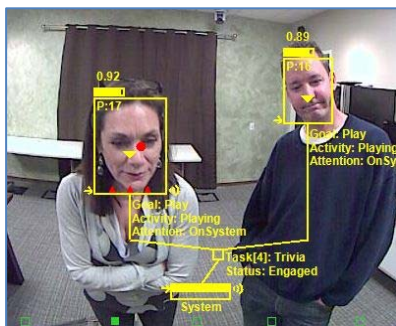 0.92
P:17
Goal: Play
Activity: Playing
Attention: OnSystem
0.89
P:16
Goal: Play
Activity: Playing
Attention: OnSy
Task[4]: Trivia
Status: Engaged
System